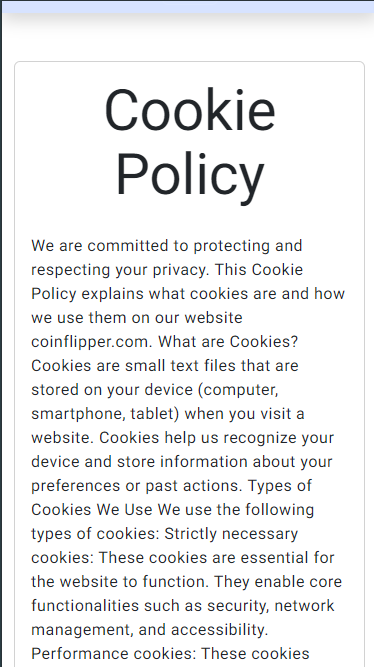 Cookie
Policy
We are committed to protecting and
respecting your privacy. This Cookie
Policy explains what cookies are and how
we use them on our website
coinflipper.com. What are Cookies?
Cookies are small text files that are
stored on your device (computer,
smartphone, tablet) when you visit a
website. Cookies help us recognize your
device and store information about your
preferences or past actions. Types of
Cookies We Use We use the following
types of cookies: Strictly necessary
cookies: These cookies are essential for
the website to function. They enable core
functionalities such as security, network
management, and accessibility.
Performance cookies: These cookies